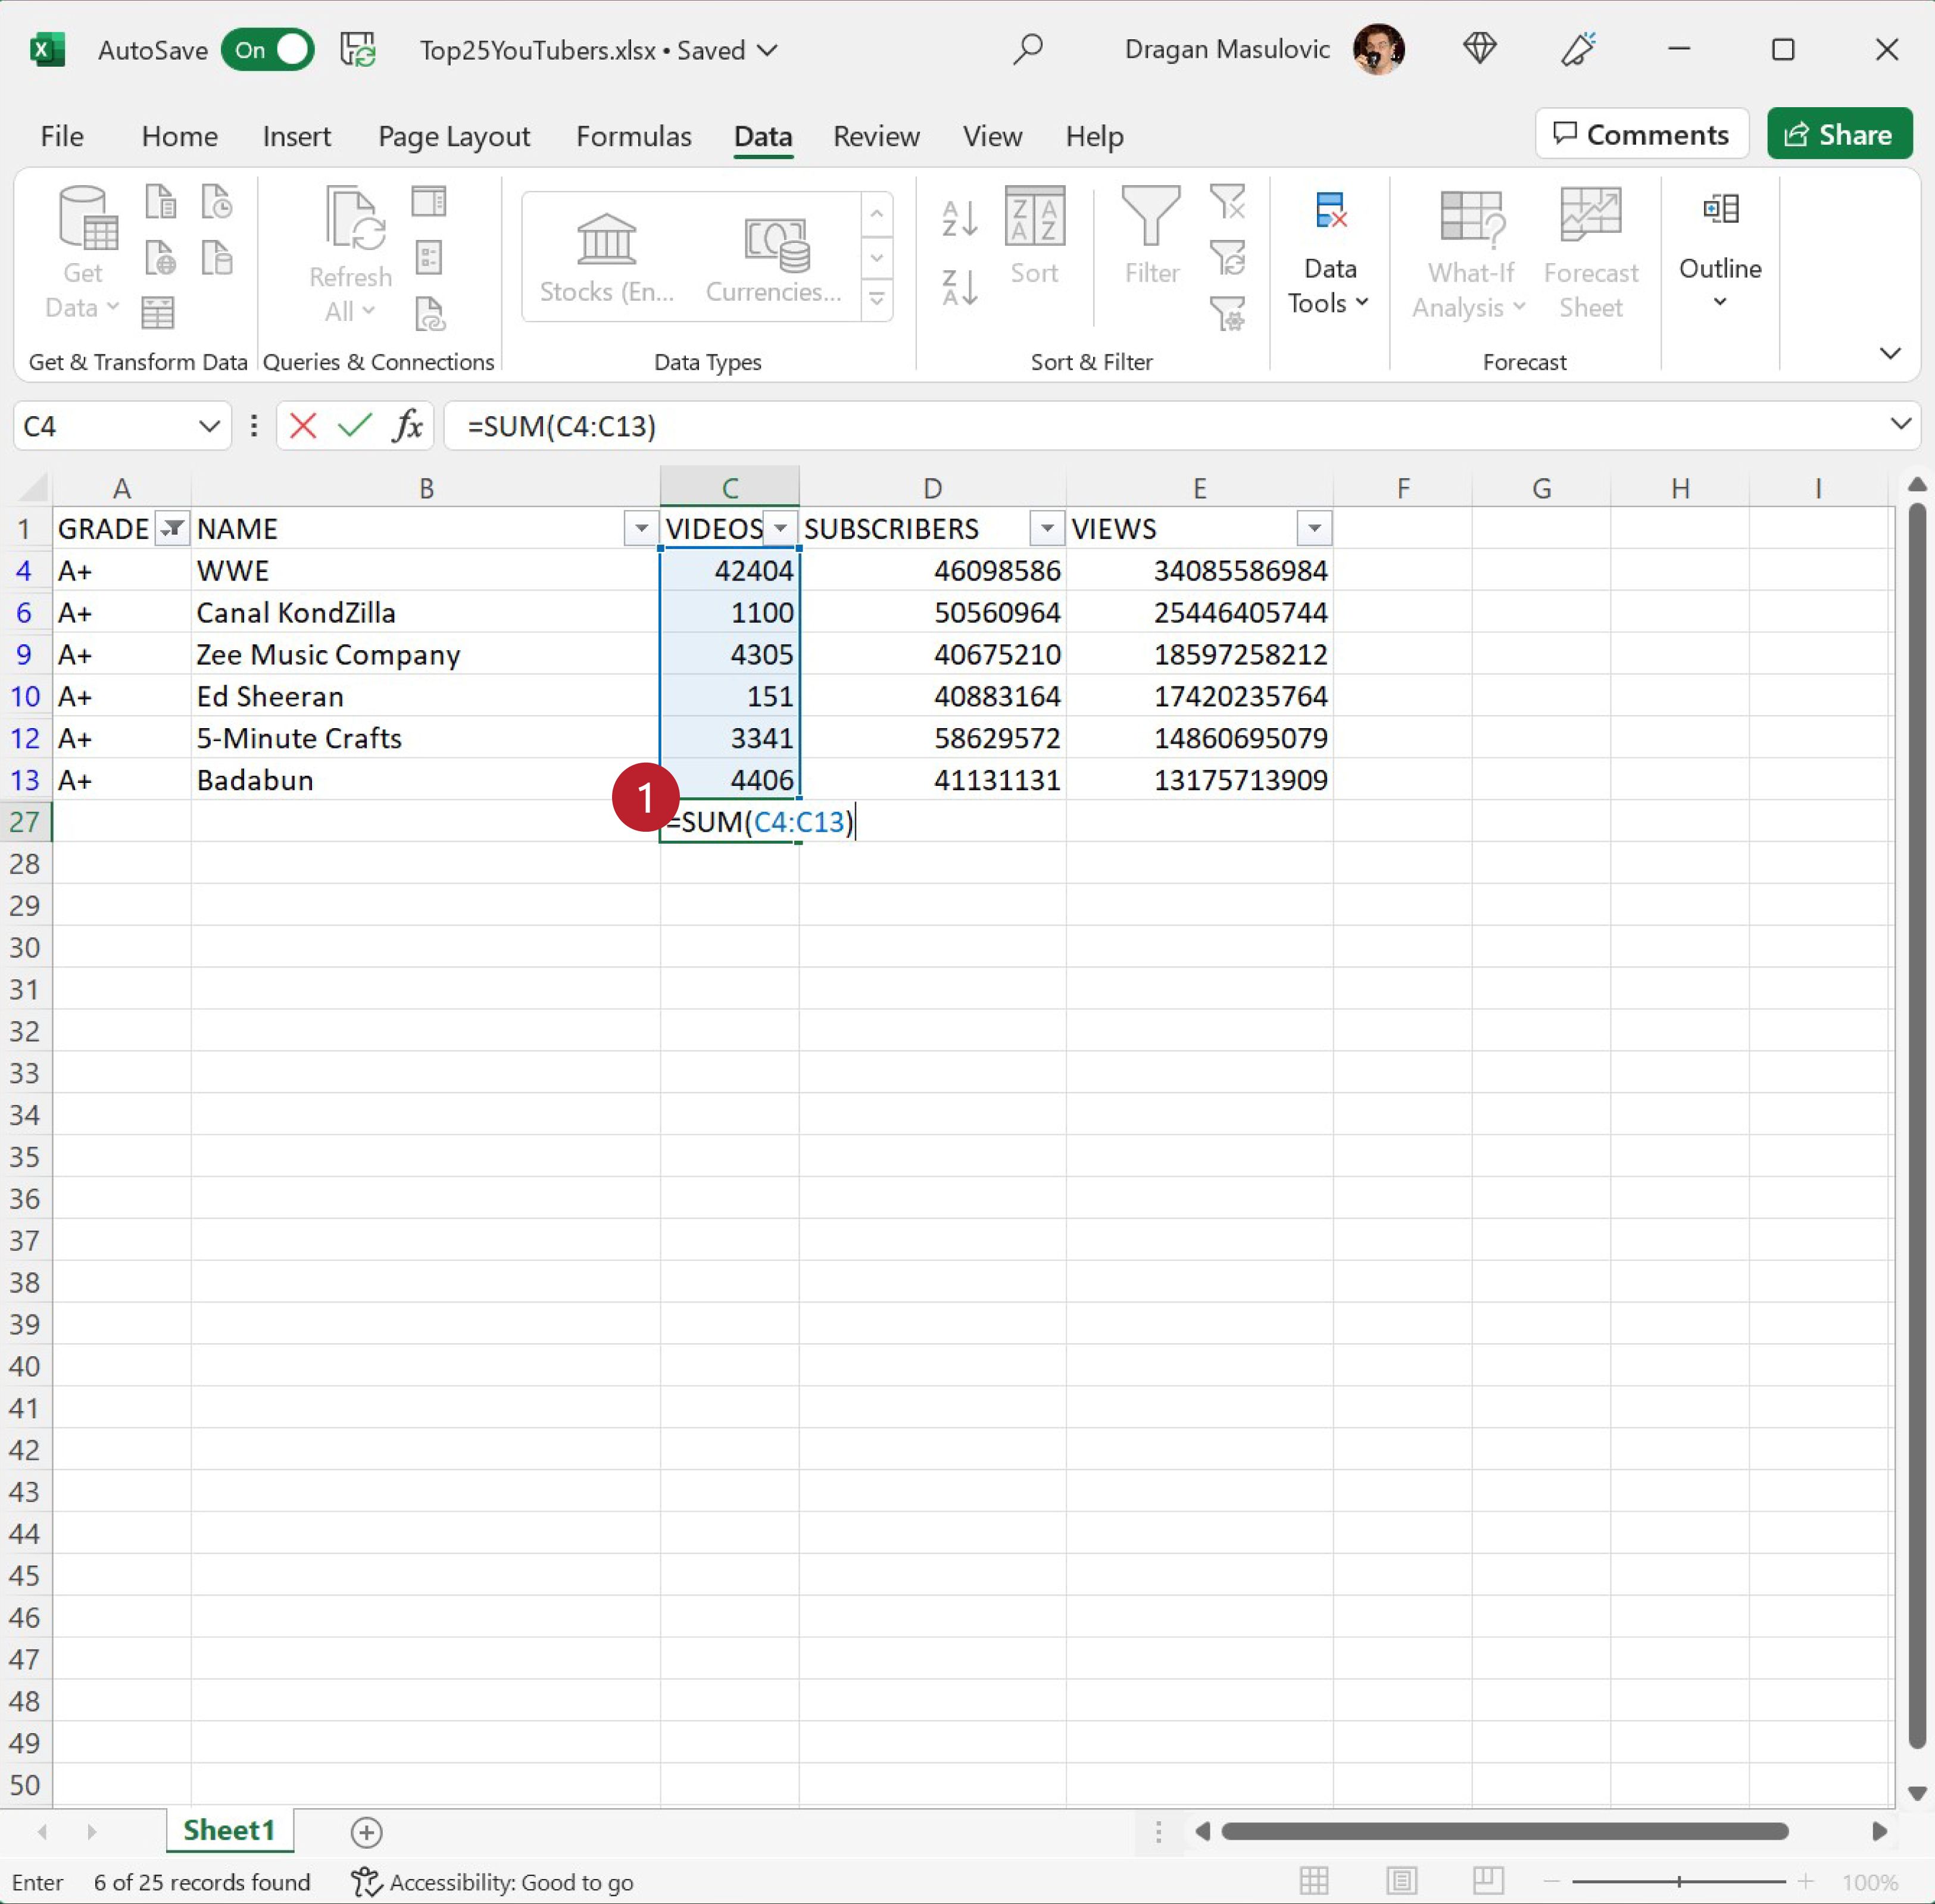 AutoSave On Top25YouTubers.xlsx • Saved Dragan Masulovic
File Home Insert Page Layout Formulas Data Review View Help Comments Share
Get Data Refresh All Stocks (En... Currencies... Sort Filter Data Tools What-If Analysis Forecast Sheet Outline
Get & Transform Data Queries & Connections Data Types Sort & Filter Forecast
C4 fx =SUM(C4:C13)
A B C D E F G H I
1 GRADE NAME VIDEOS SUBSCRIBERS VIEWS
4 A+ WWE 42404 46098586 34085586984
6 A+ Canal KondZilla 1100 50560964 25446405744
9 A+ Zee Music Company 4305 40675210 18597258212
10 A+ Ed Sheeran 151 40883164 17420235764
12 A+ 5-Minute Crafts 3341 58629572 14860695079
13 A+ Badabun 4406 41131131 13175713909
1
27 =SUM(C4:C13)
28
29
30
31
32
33
34
35
36
37
38
39
40
41
42
43
44
45
46
47
48
49
50
Sheet1
Enter 6 of 25 records found Accessibility: Good to go 100%